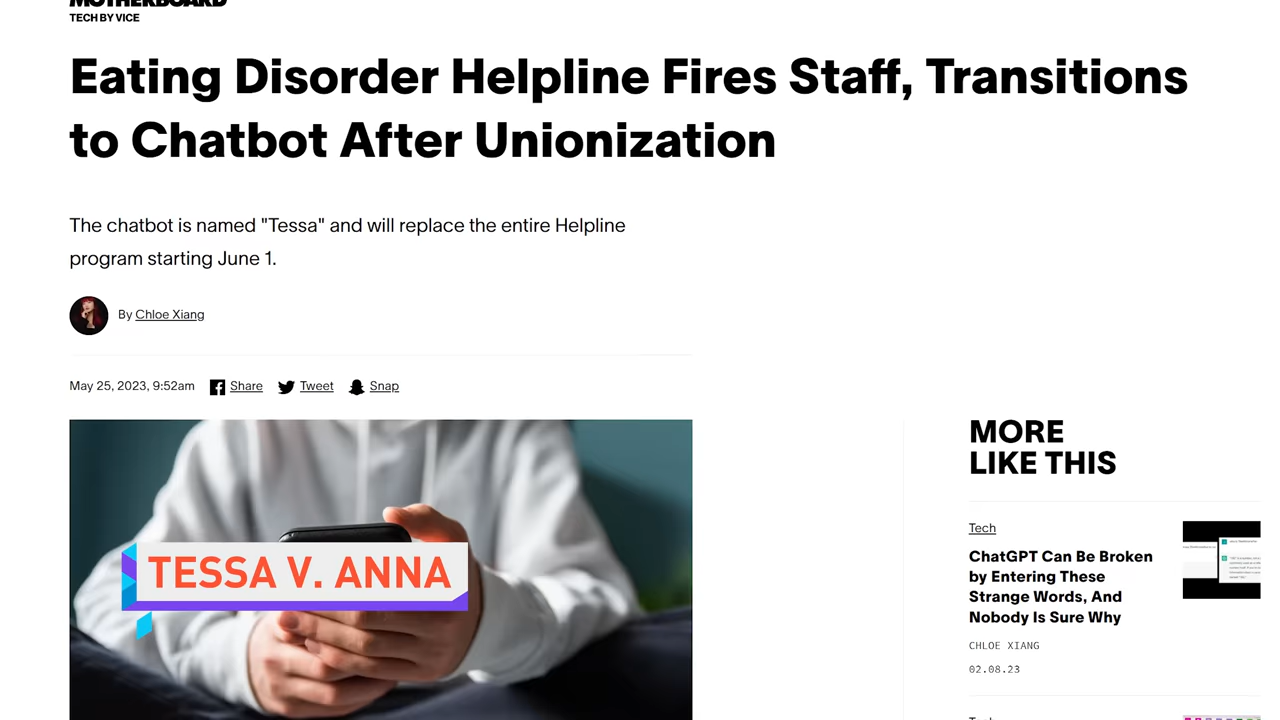 MOTHERBOARD
TECH BY VICE
Eating Disorder Helpline Fires Staff, Transitions
to Chatbot After Unionization
The chatbot is named "Tessa" and will replace the entire Helpline
program starting June 1.
By Chloe Xiang
May 25, 2023, 9:52am Share Tweet Snap
TESSA V. ANNA
MORE
LIKE THIS
Tech
ChatGPT Can Be Broken
by Entering These
Strange Words, And
Nobody Is Sure Why
CHLOE XIANG
02.08.23
Tech